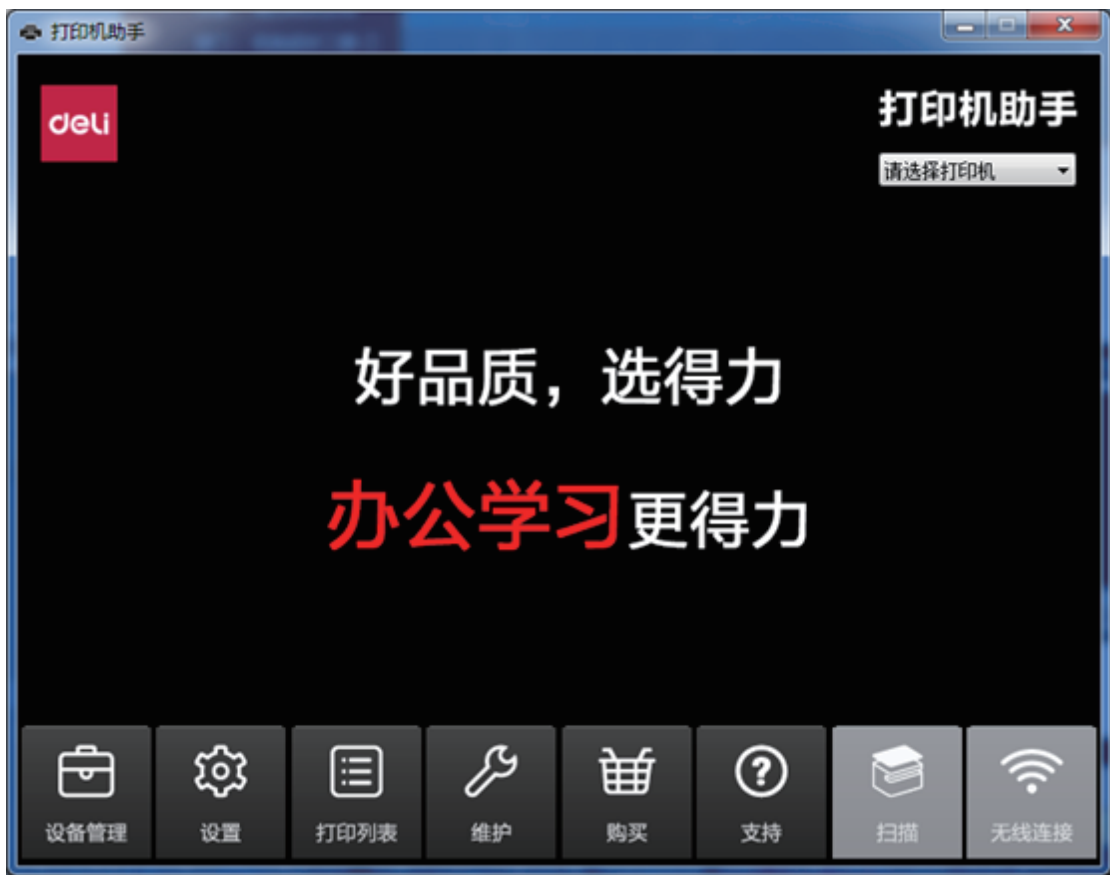 打印机助手
deli
打印机助手
请选择打印机
好品质，选得力
办公学习更得力
设备管理
设置
打印列表
维护
购买
支持
扫描
无线连接